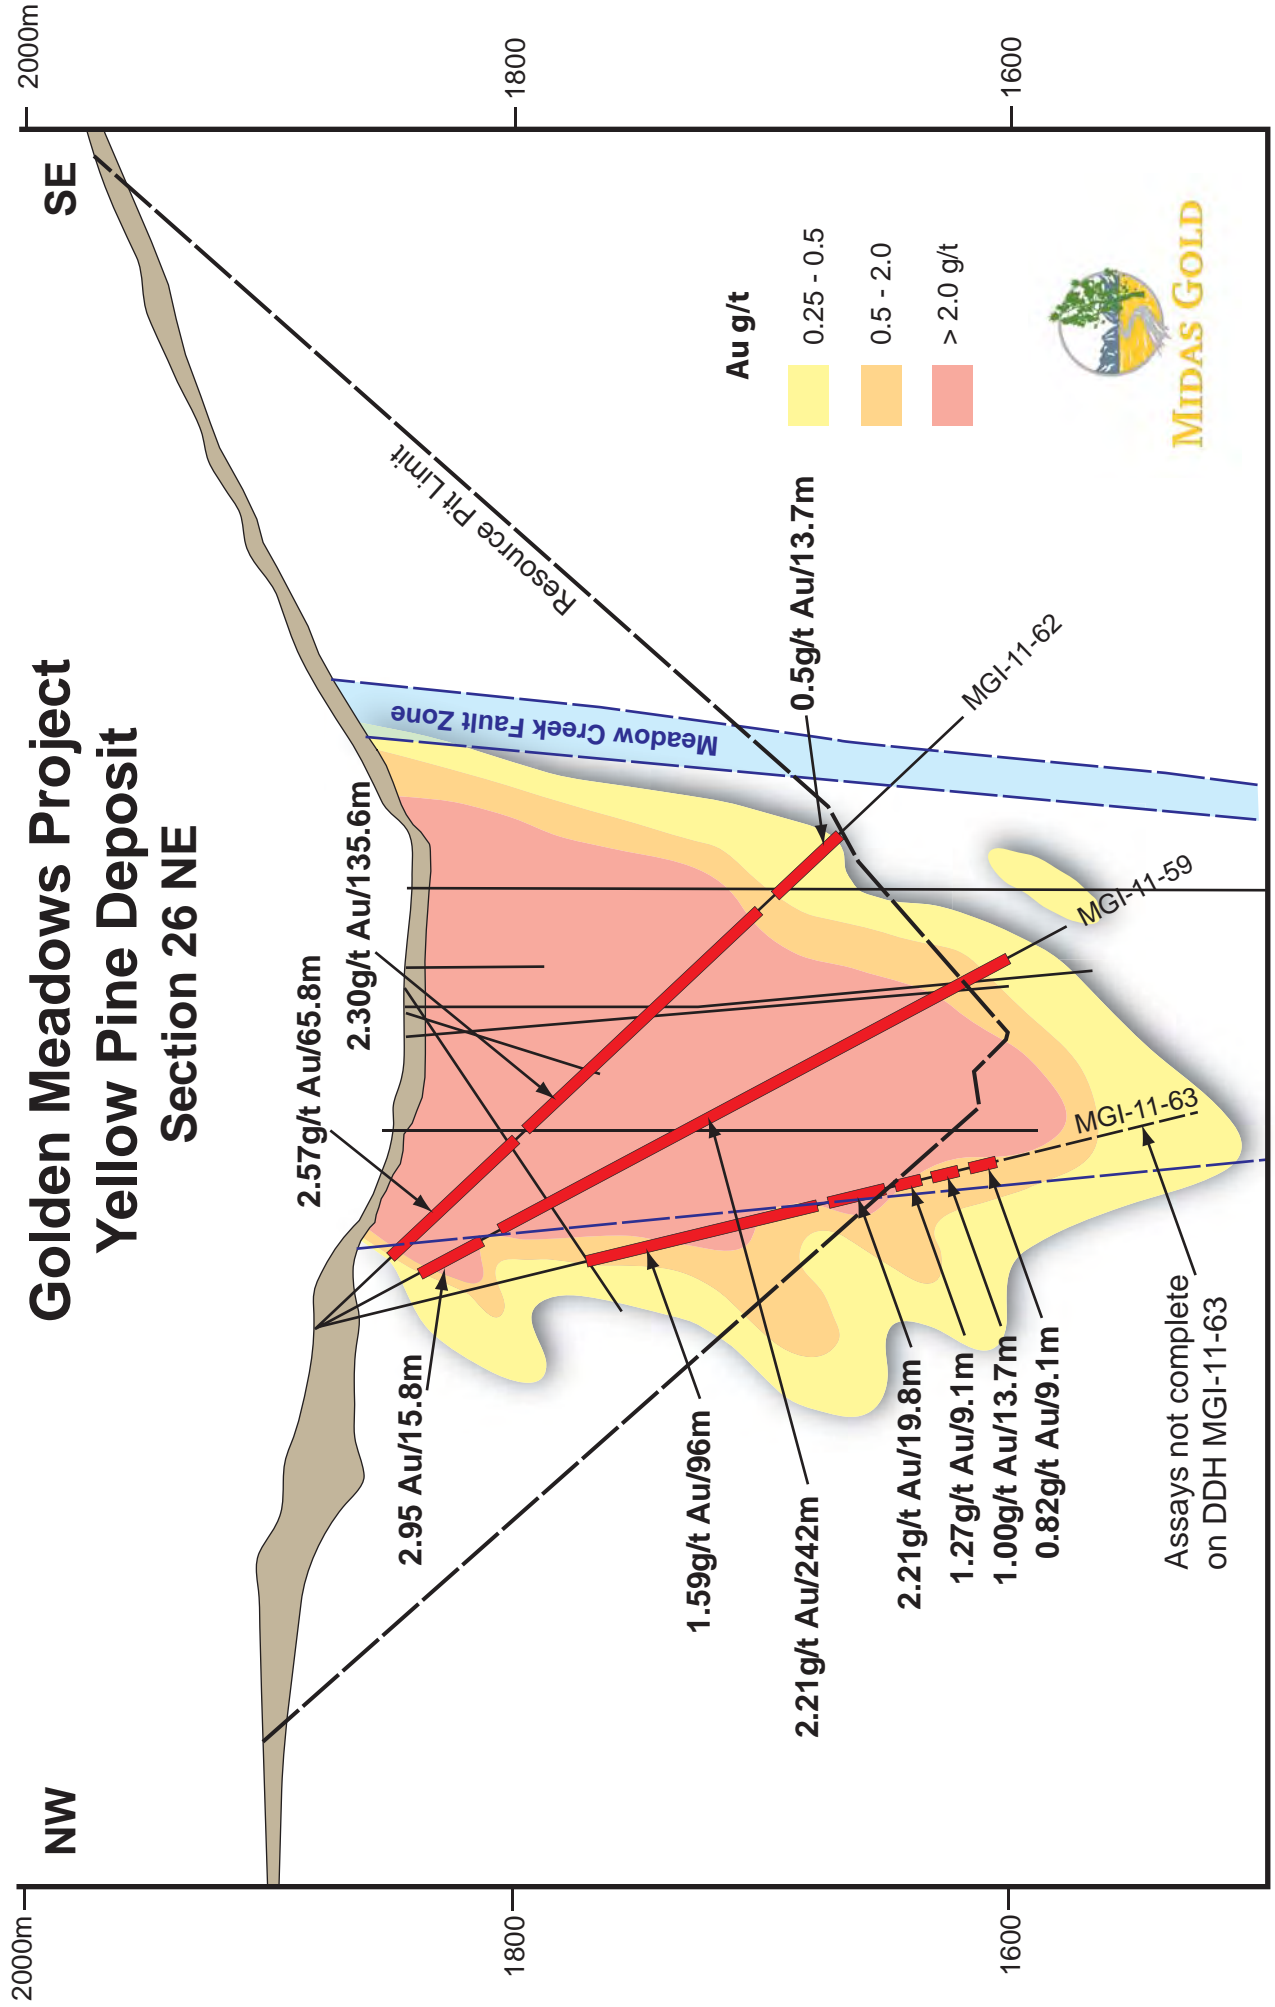 Golden Meadows Project
Yellow Pine Deposit
Section 26 NE
NW
SE
2000m
1800
1600
2000m
1800
1600
2.57g/t Au/65.8m
2.30g/t Au/135.6m
2.95 Au/15.8m
1.59g/t Au/96m
2.21g/t Au/242m
2.21g/t Au/19.8m
1.27g/t Au/9.1m
1.00g/t Au/13.7m
0.82g/t Au/9.1m
Assays not complete
on DDH MGI-11-63
MGI-11-63
MGI-11-59
MGI-11-62
0.5g/t Au/13.7m
Meadow Creek Fault Zone
Resource Pit Limit
Au g/t
0.25 - 0.5
0.5 - 2.0
> 2.0 g/t
MIDAS GOLD